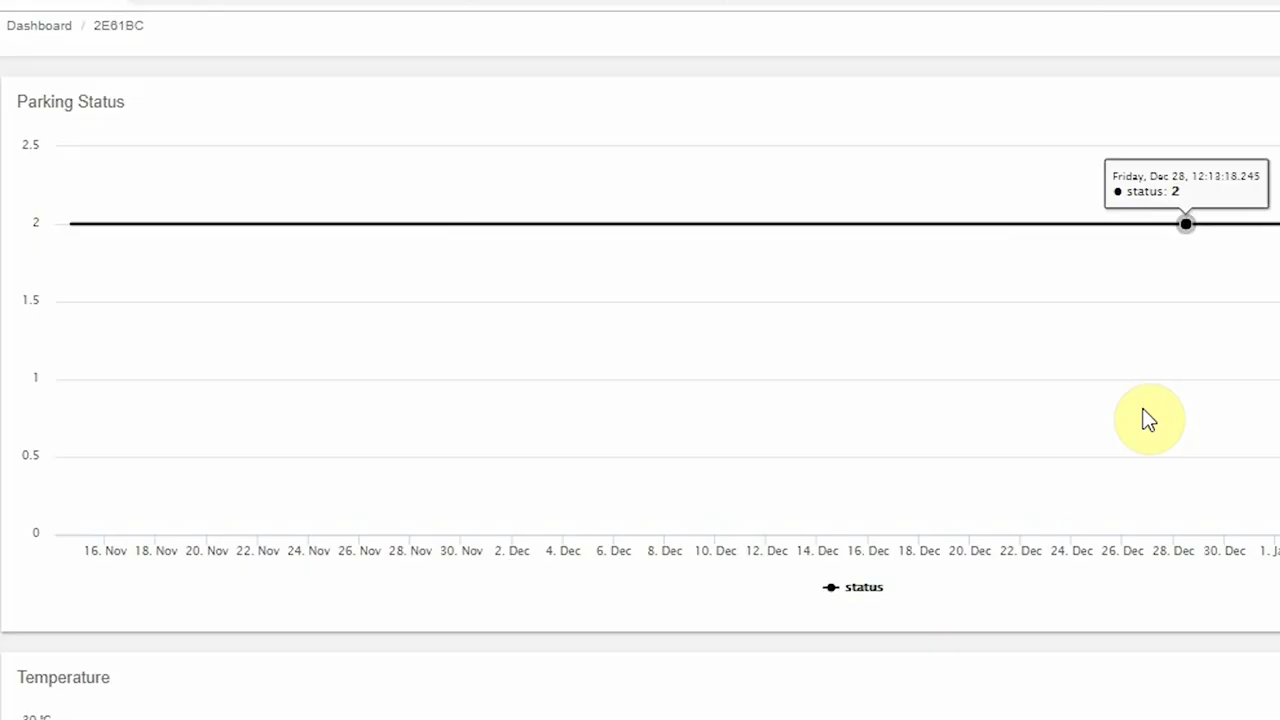 Dashboard / 2E61BC
Parking Status
2.5
Friday, Dec 28, 12:13:18.245
status: 2
2
1.5
1
0.5
0
16. Nov 18. Nov 20. Nov 22. Nov 24. Nov 26. Nov 28. Nov 30. Nov 2. Dec 4. Dec 6. Dec 8. Dec 10. Dec 12. Dec 14. Dec 16. Dec 18. Dec 20. Dec 22. Dec 24. Dec 26. Dec 28. Dec 30. Dec 1.
status
Temperature
30 °C